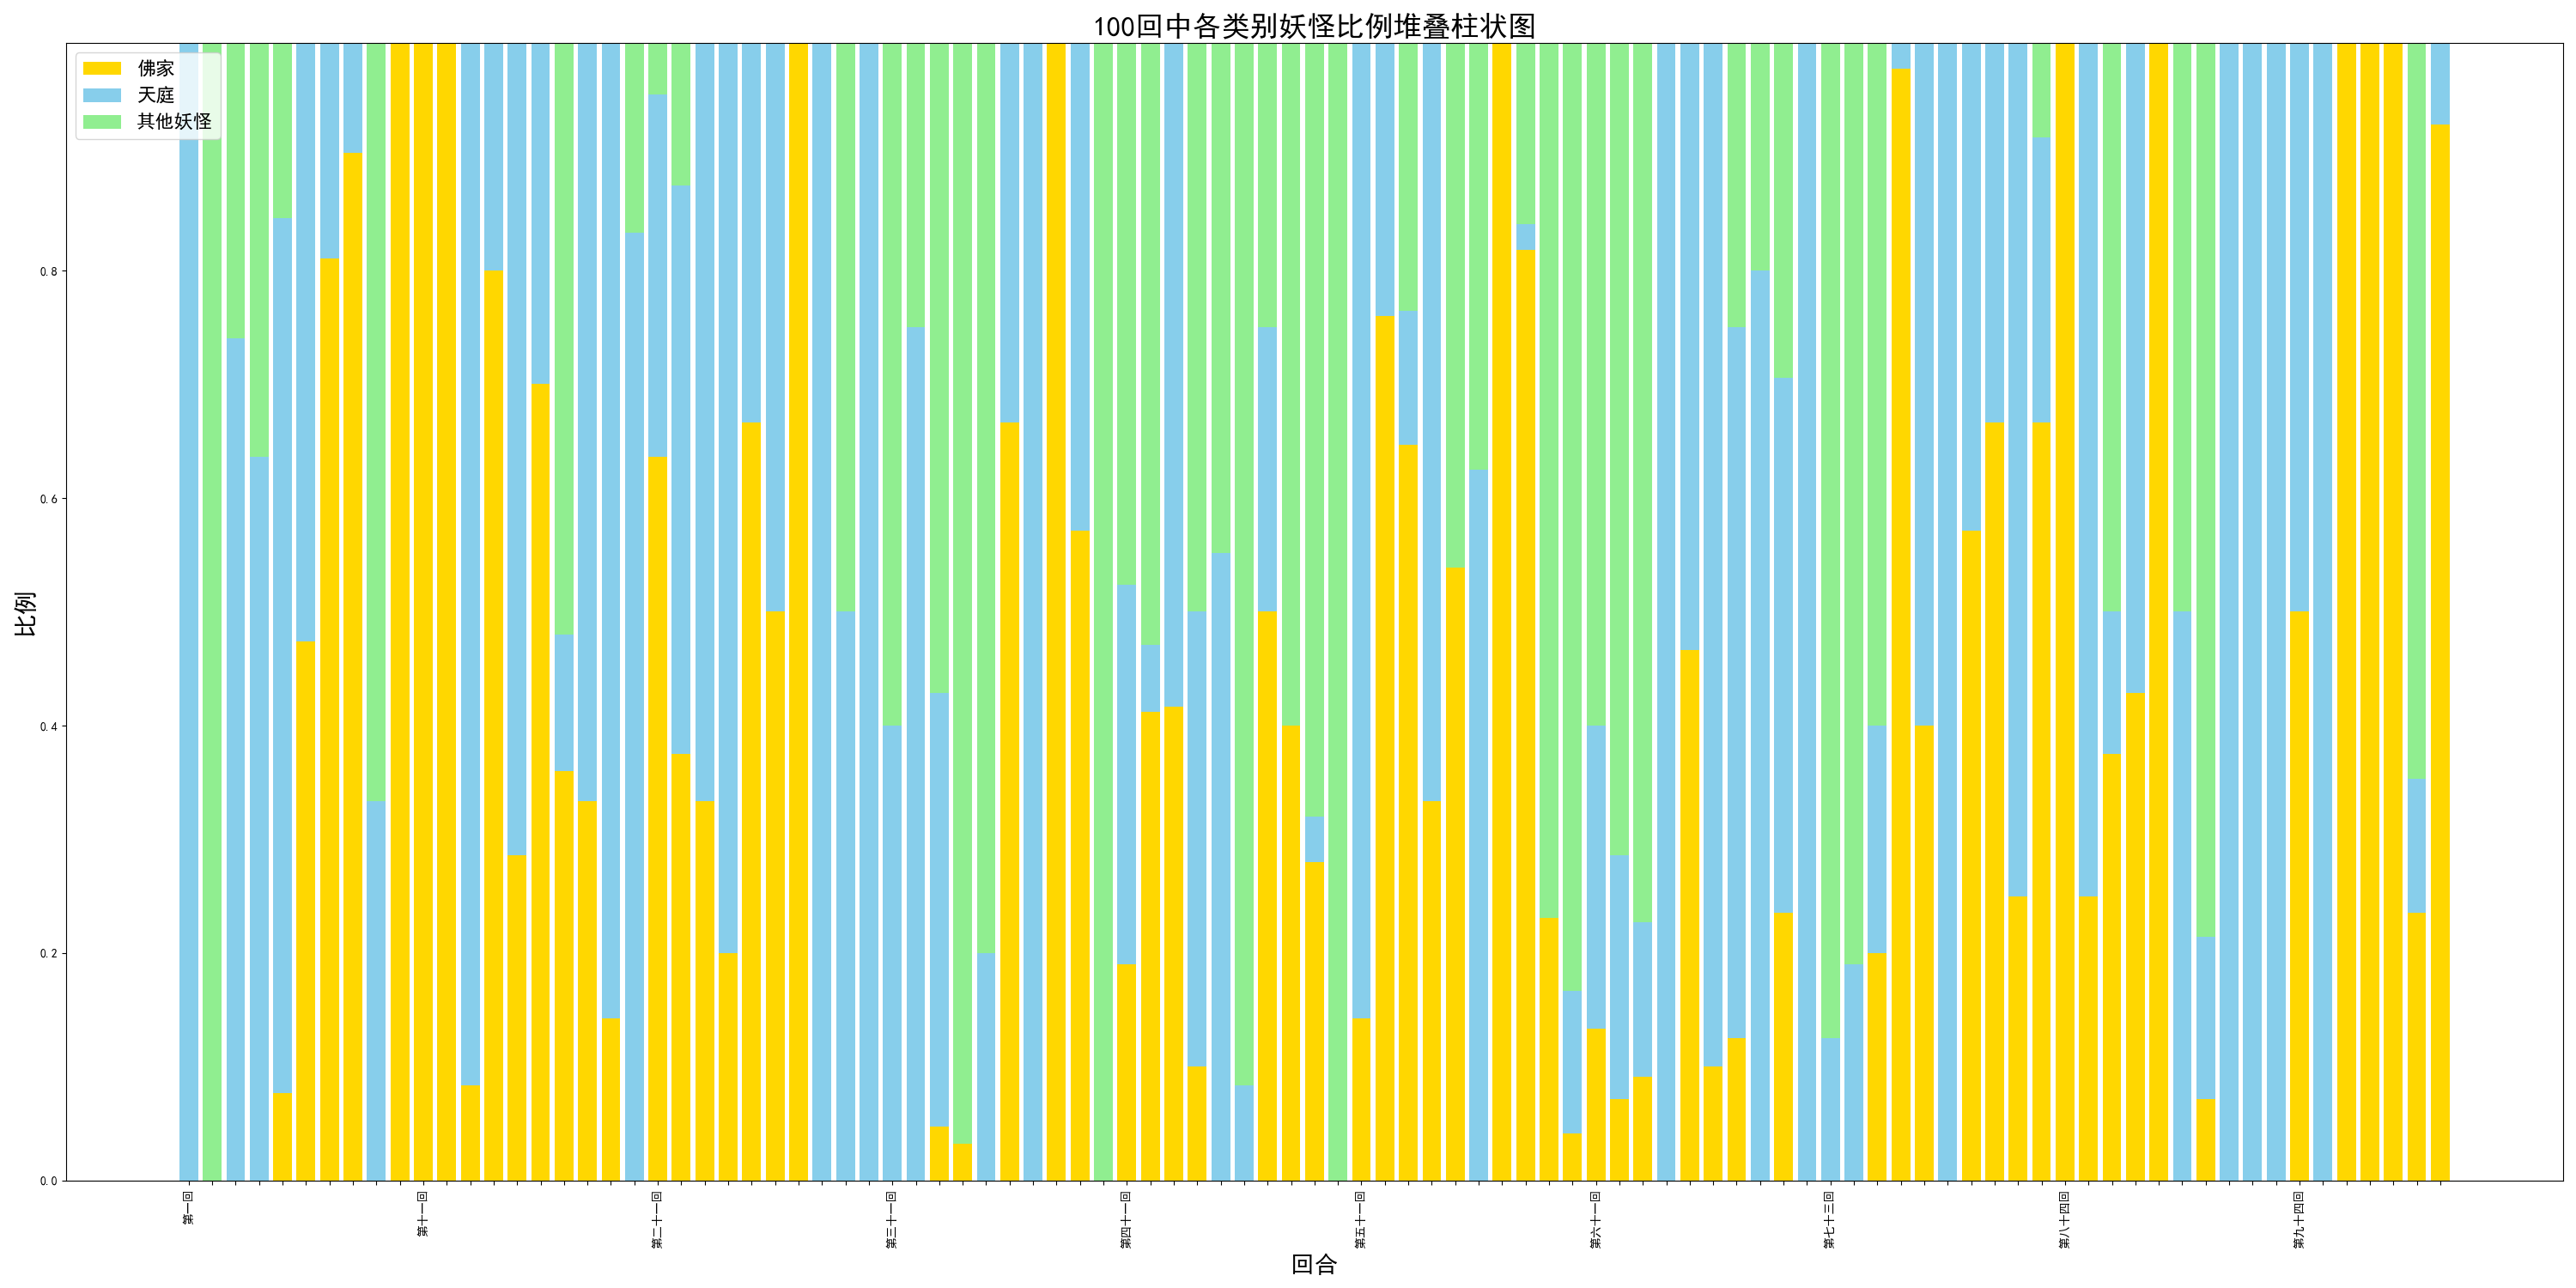 100回中各类别妖怪比例堆叠柱状图
佛家
天庭
其他妖怪
比例
0.8
0.6
0.4
0.2
0.0
第一回
第十一回
第二十一回
第三十一回
第四十一回
第五十一回
第六十一回
第七十三回
第八十四回
第九十四回
回合